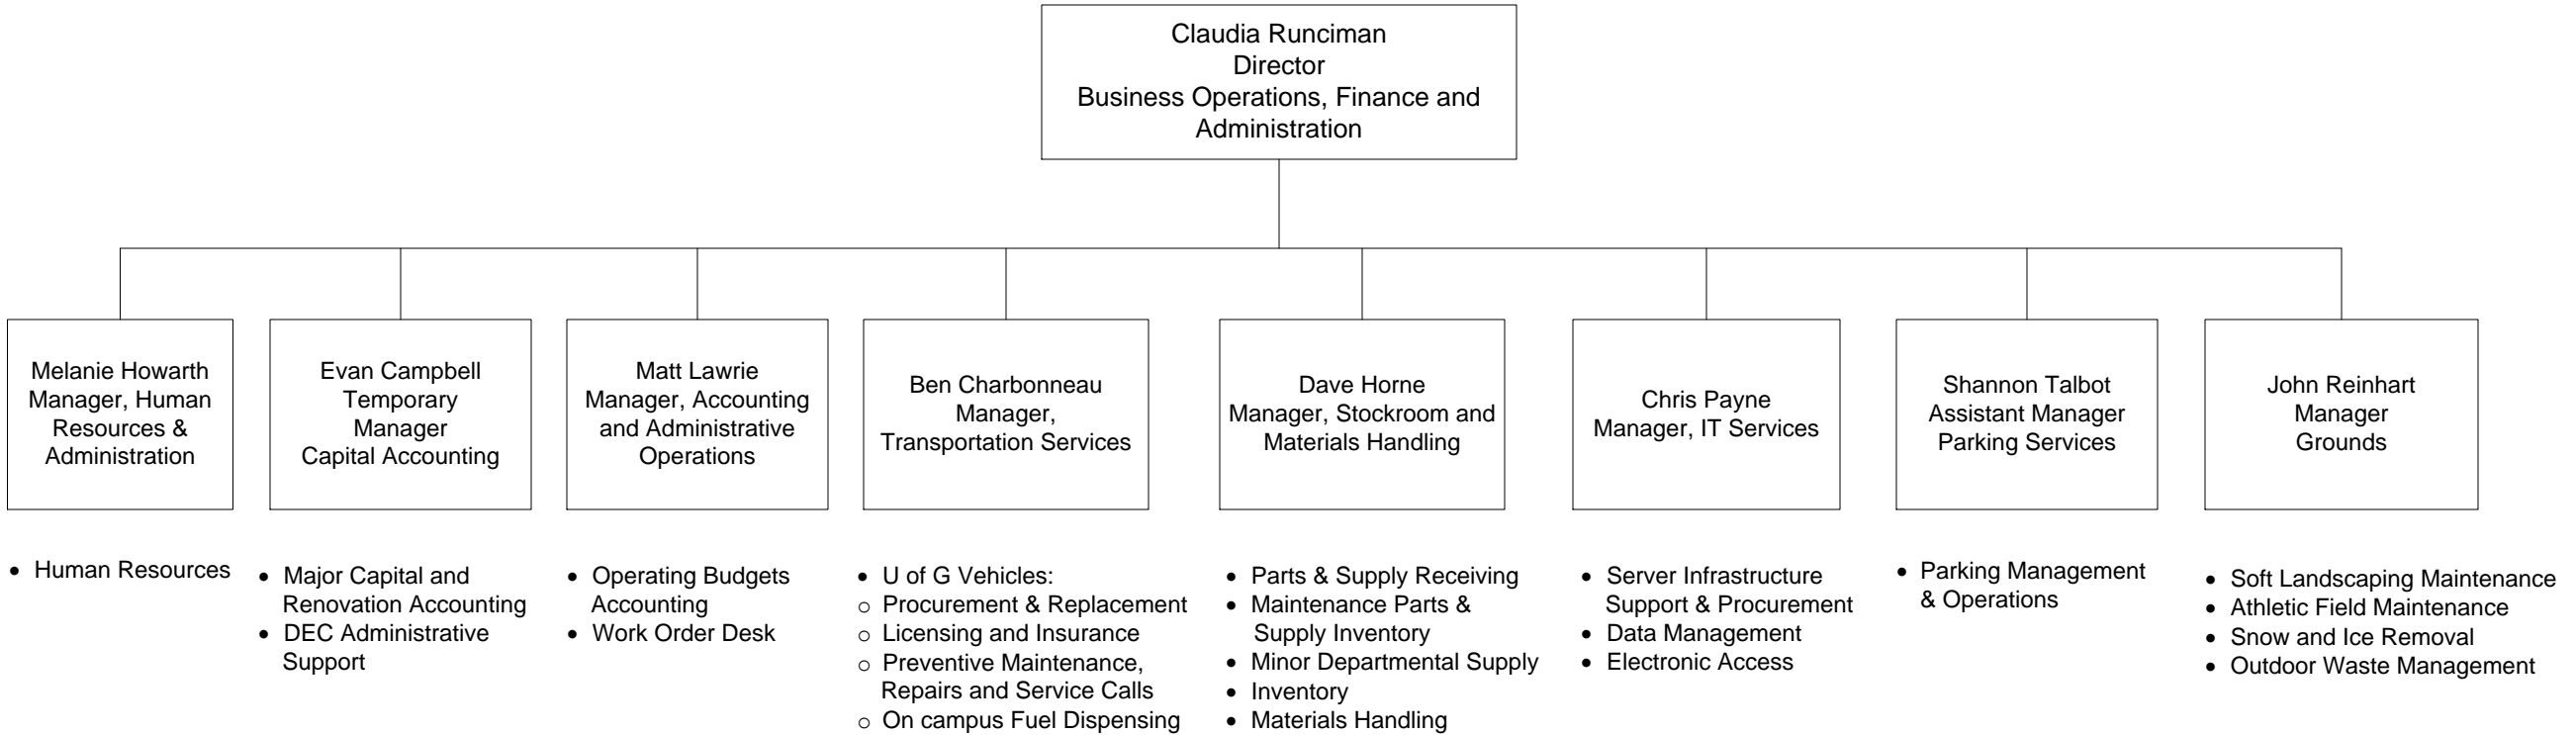 Claudia Runciman
Director
Business Operations, Finance and
Administration
Melanie Howarth
Manager, Human
Resources &
Administration
Evan Campbell
Temporary
Manager
Capital Accounting
Matt Lawrie
Manager, Accounting
and Administrative
Operations
Ben Charbonneau
Manager,
Transportation Services
Dave Horne
Manager, Stockroom and
Materials Handling
Chris Payne
Manager, IT Services
Shannon Talbot
Assistant Manager
Parking Services
John Reinhart
Manager
Grounds
• Human Resources
• Major Capital and
Renovation Accounting
• DEC Administrative
Support
• Operating Budgets
Accounting
• Work Order Desk
• U of G Vehicles:
o Procurement & Replacement
o Licensing and Insurance
o Preventive Maintenance,
Repairs and Service Calls
o On campus Fuel Dispensing
• Parts & Supply Receiving
• Maintenance Parts &
Supply Inventory
• Minor Departmental Supply
• Inventory
• Materials Handling
• Server Infrastructure
Support & Procurement
• Data Management
• Electronic Access
• Parking Management
& Operations
• Soft Landscaping Maintenance
• Athletic Field Maintenance
• Snow and Ice Removal
• Outdoor Waste Management